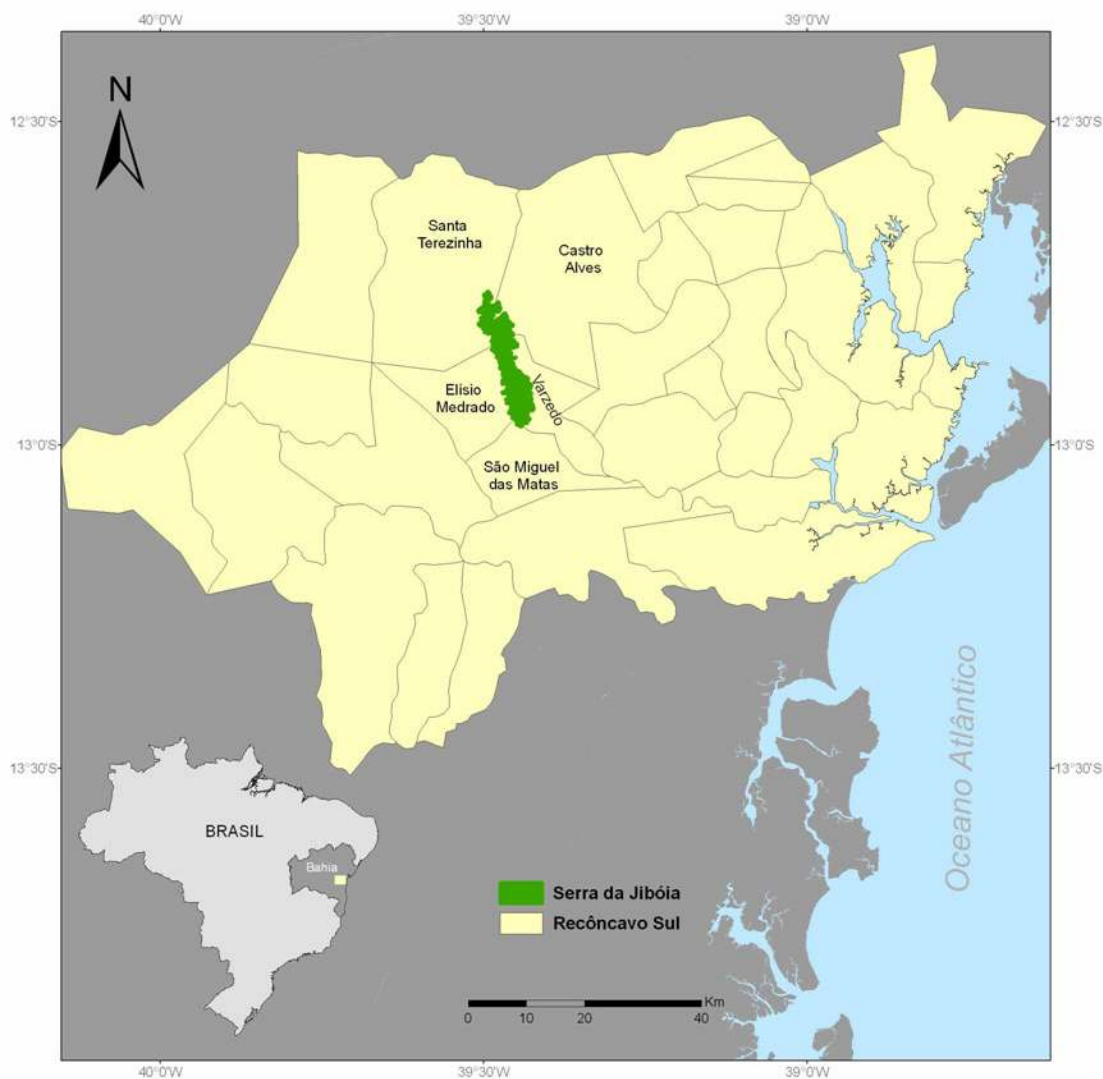 40°0'W
39°30'W
39°0'W
N
12°30'S
12°30'S
Santa
Terezinha
Castro
Alves
Elisio
Medrado
Varzedo
13°0'S
13°0'S
São Miguel
das Matas
13°30'S
13°30'S
Oceano Atlântico
BRASIL
Bahia
Serra da Jibóia
Recôncavo Sul
Km
0 10 20 40
40°0'W
39°30'W
39°0'W